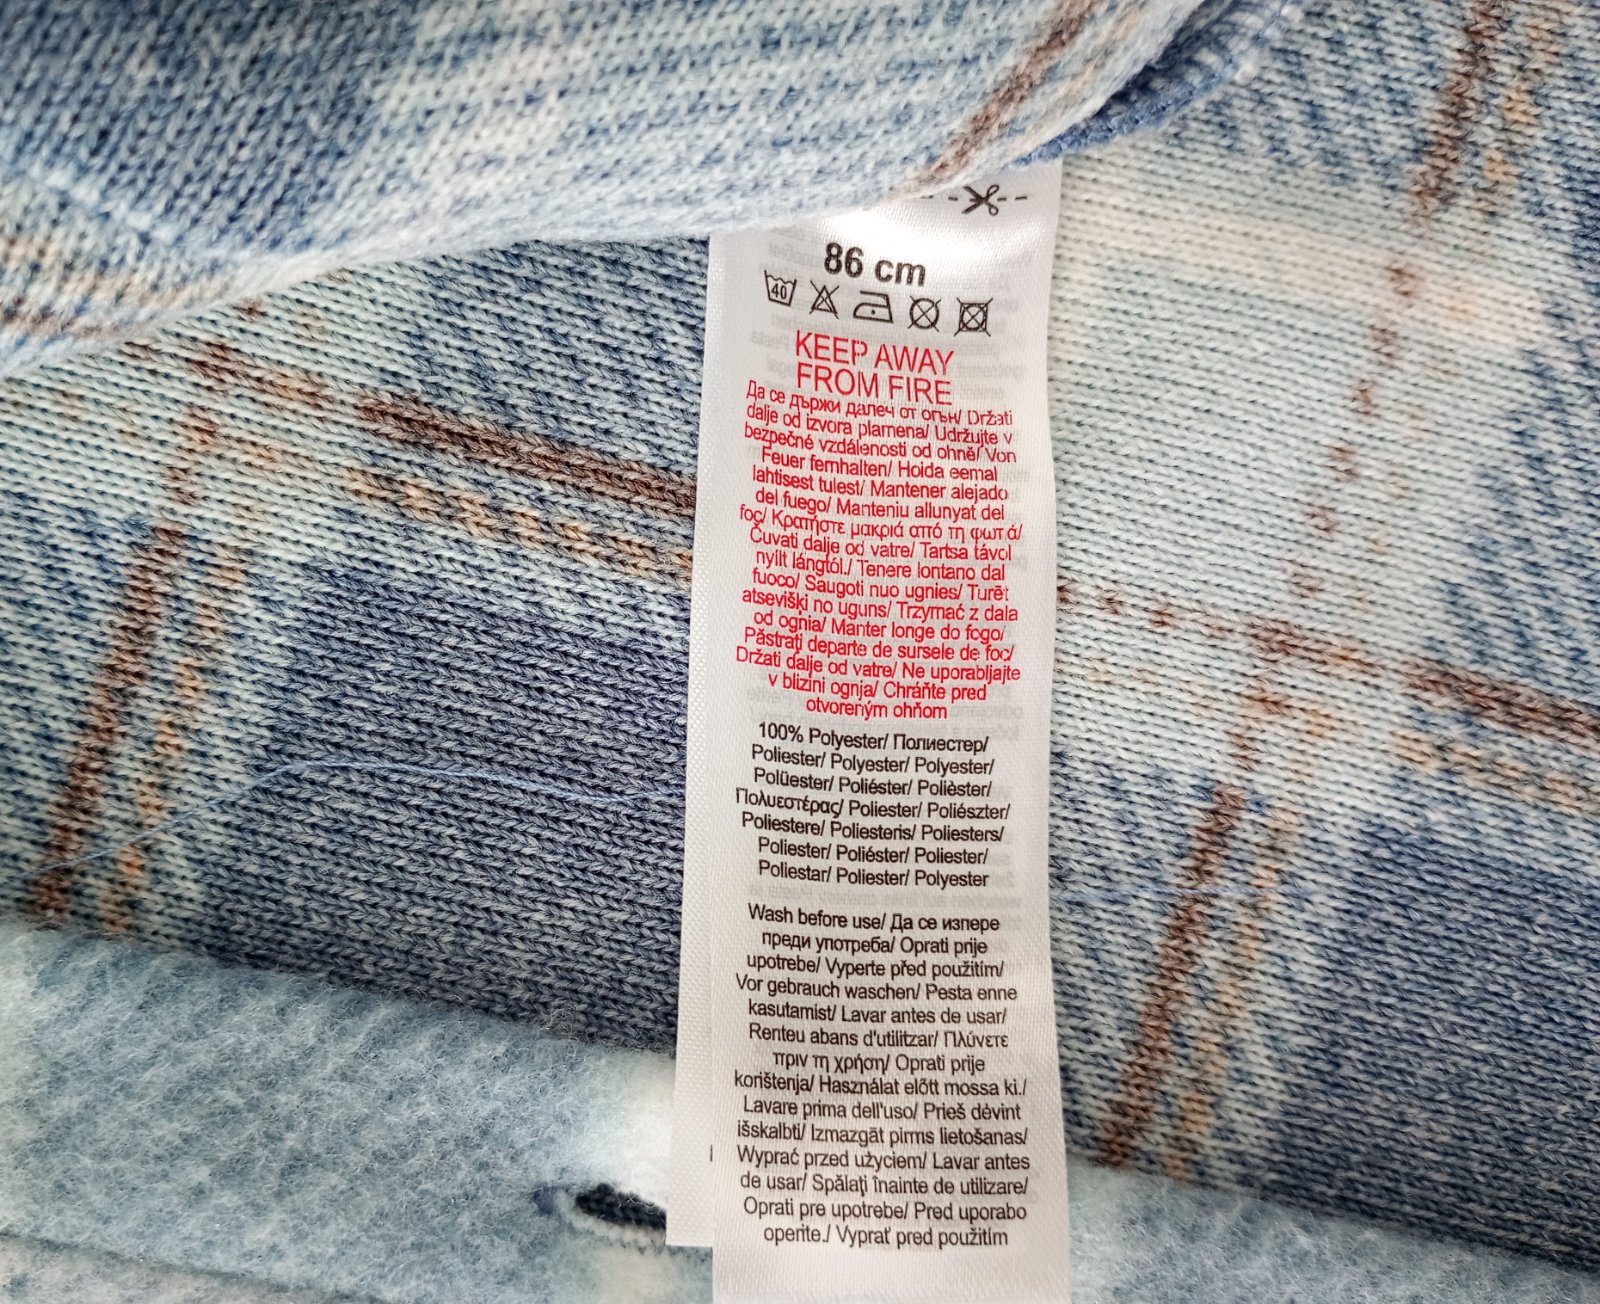 86 cm
40
KEEP AWAY
FROM FIRE
Да се държи далеч от огън/ Držati
dalje od izvora plamena/ Udržujte v
bezpečné vzdálenosti od ohně/ Von
Feuer fernhalten/ Hoida eemal
lahtisest tulest/ Mantener alejado
del fuego/ Manteniu allunyat del
foc/ Κρατήστε μακριά από τη φωτ ά/
Čuvati dalje od vatre/ Tartsa távol
nyílt lángtól./ Tenere lontano dal
fuoco/ Saugoti nuo ugnies/ Turēt
atsevišķi no uguns/ Trzymać z dala
od ognia/ Manter longe do fogo/
Păstrați departe de sursele de foc/
Držati dalje od vatre/ Ne uporabljajte
v bližini ognja/ Chráňte pred
otvoreným ohňom
100% Polyester/ Полиестер/
Poliester/ Polyester/ Polyester/
Polüester/ Poliéster/ Polièster/
Πολυεστέρας/ Poliester/ Poliészter/
Poliestere/ Poliesteris/ Poliesters/
Poliester/ Poliéster/ Poliester/
Poliestar/ Poliester/ Polyester
Wash before use/ Да се изпере
преди употреба/ Oprati prije
upotrebe/ Vyperte před použitím/
Vor gebrauch waschen/ Pesta enne
kasutamist/ Lavar antes de usar/
Renteu abans d'utilitzar/ Πλύνετε
πριν τη χρήση/ Oprati prije
korištenja/ Használat előtt mossa ki./
Lavare prima dell'uso/ Prieš dėvint
išskalbti/ Izmazgāt pirms lietošanas/
Wyprać przed użyciem/ Lavar antes
de usar/ Spălați înainte de utilizare/
Oprati pre upotrebe/ Pred uporabo
operite./ Vyprať pred použitím